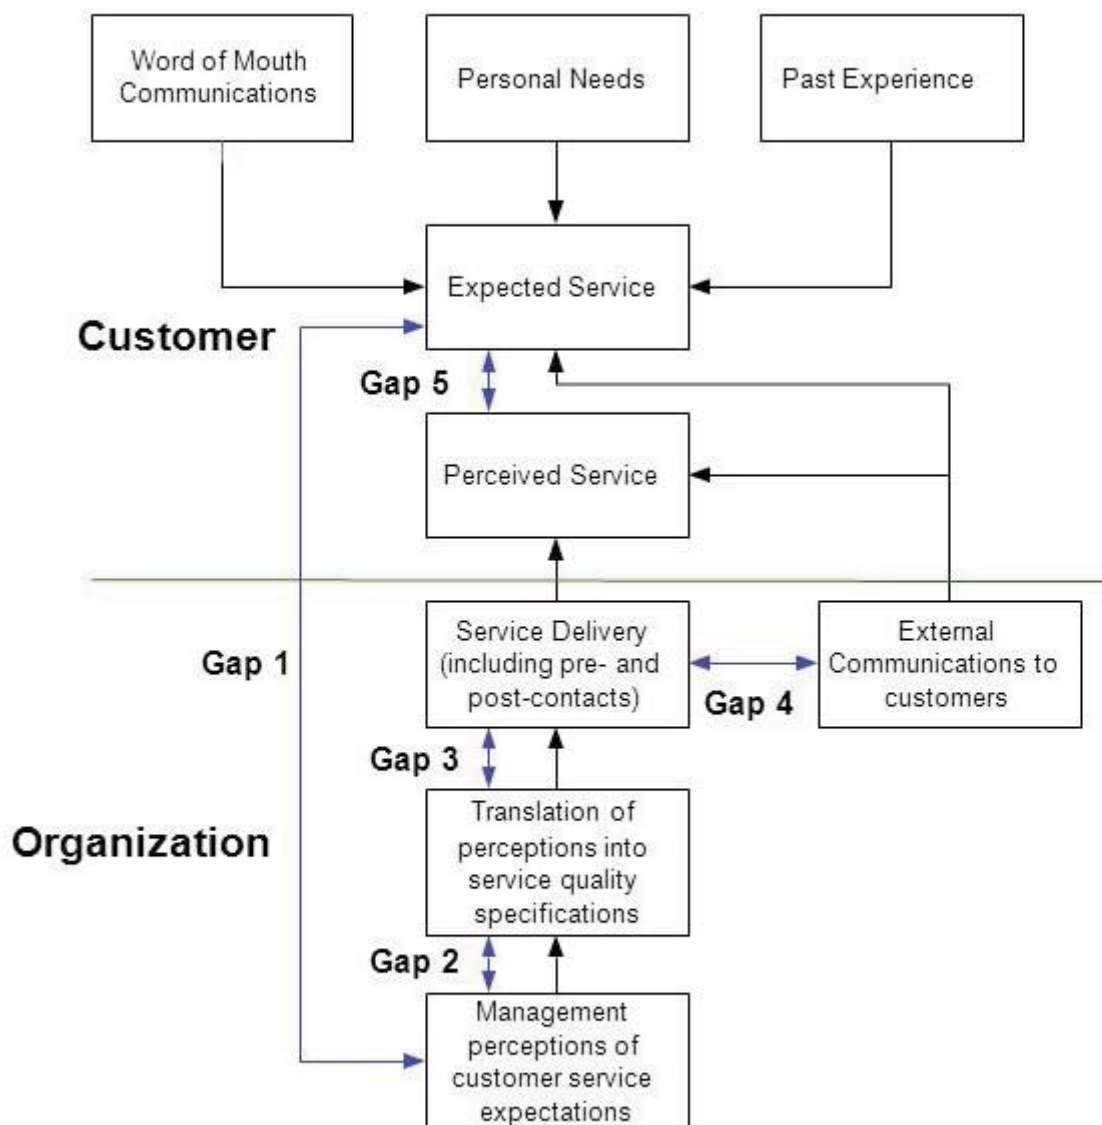 Word of Mouth
Communications
Personal Needs
Past Experience
Expected Service
Customer
Gap 5
Perceived Service
Service Delivery
(including pre- and
post-contacts)
External
Communications to
customers
Gap 1
Gap 4
Gap 3
Translation of
perceptions into
service quality
specifications
Organization
Gap 2
Management
perceptions of
customer service
expectations